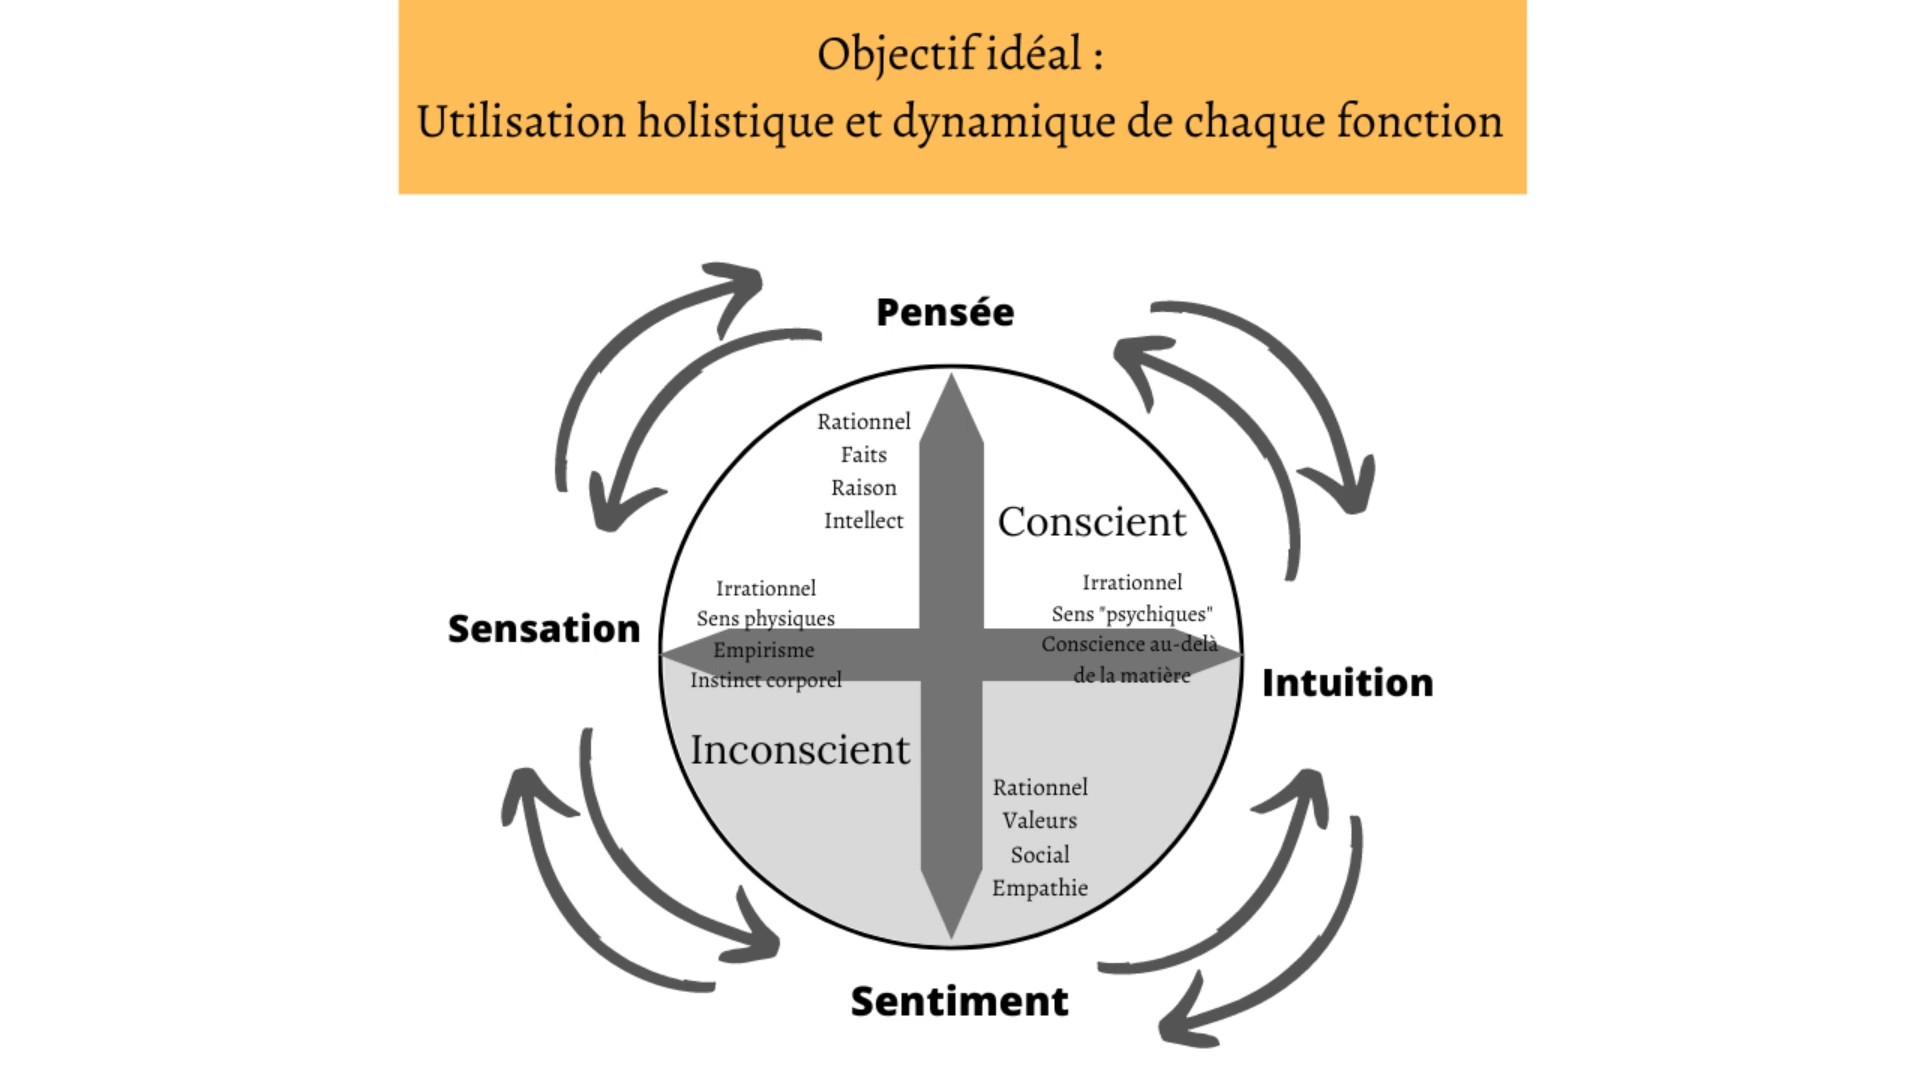 Objectif idéal :
Utilisation holistique et dynamique de chaque fonction
Pensée
Rationnel
Faits
Raison
Intellect
Conscient
Irrationnel
Sens physiques
Empirisme
Instinct corporel
Irrationnel
Sens "psychiques"
Conscience au-delà
de la matière
Sensation
Intuition
Inconscient
Rationnel
Valeurs
Social
Empathie
Sentiment